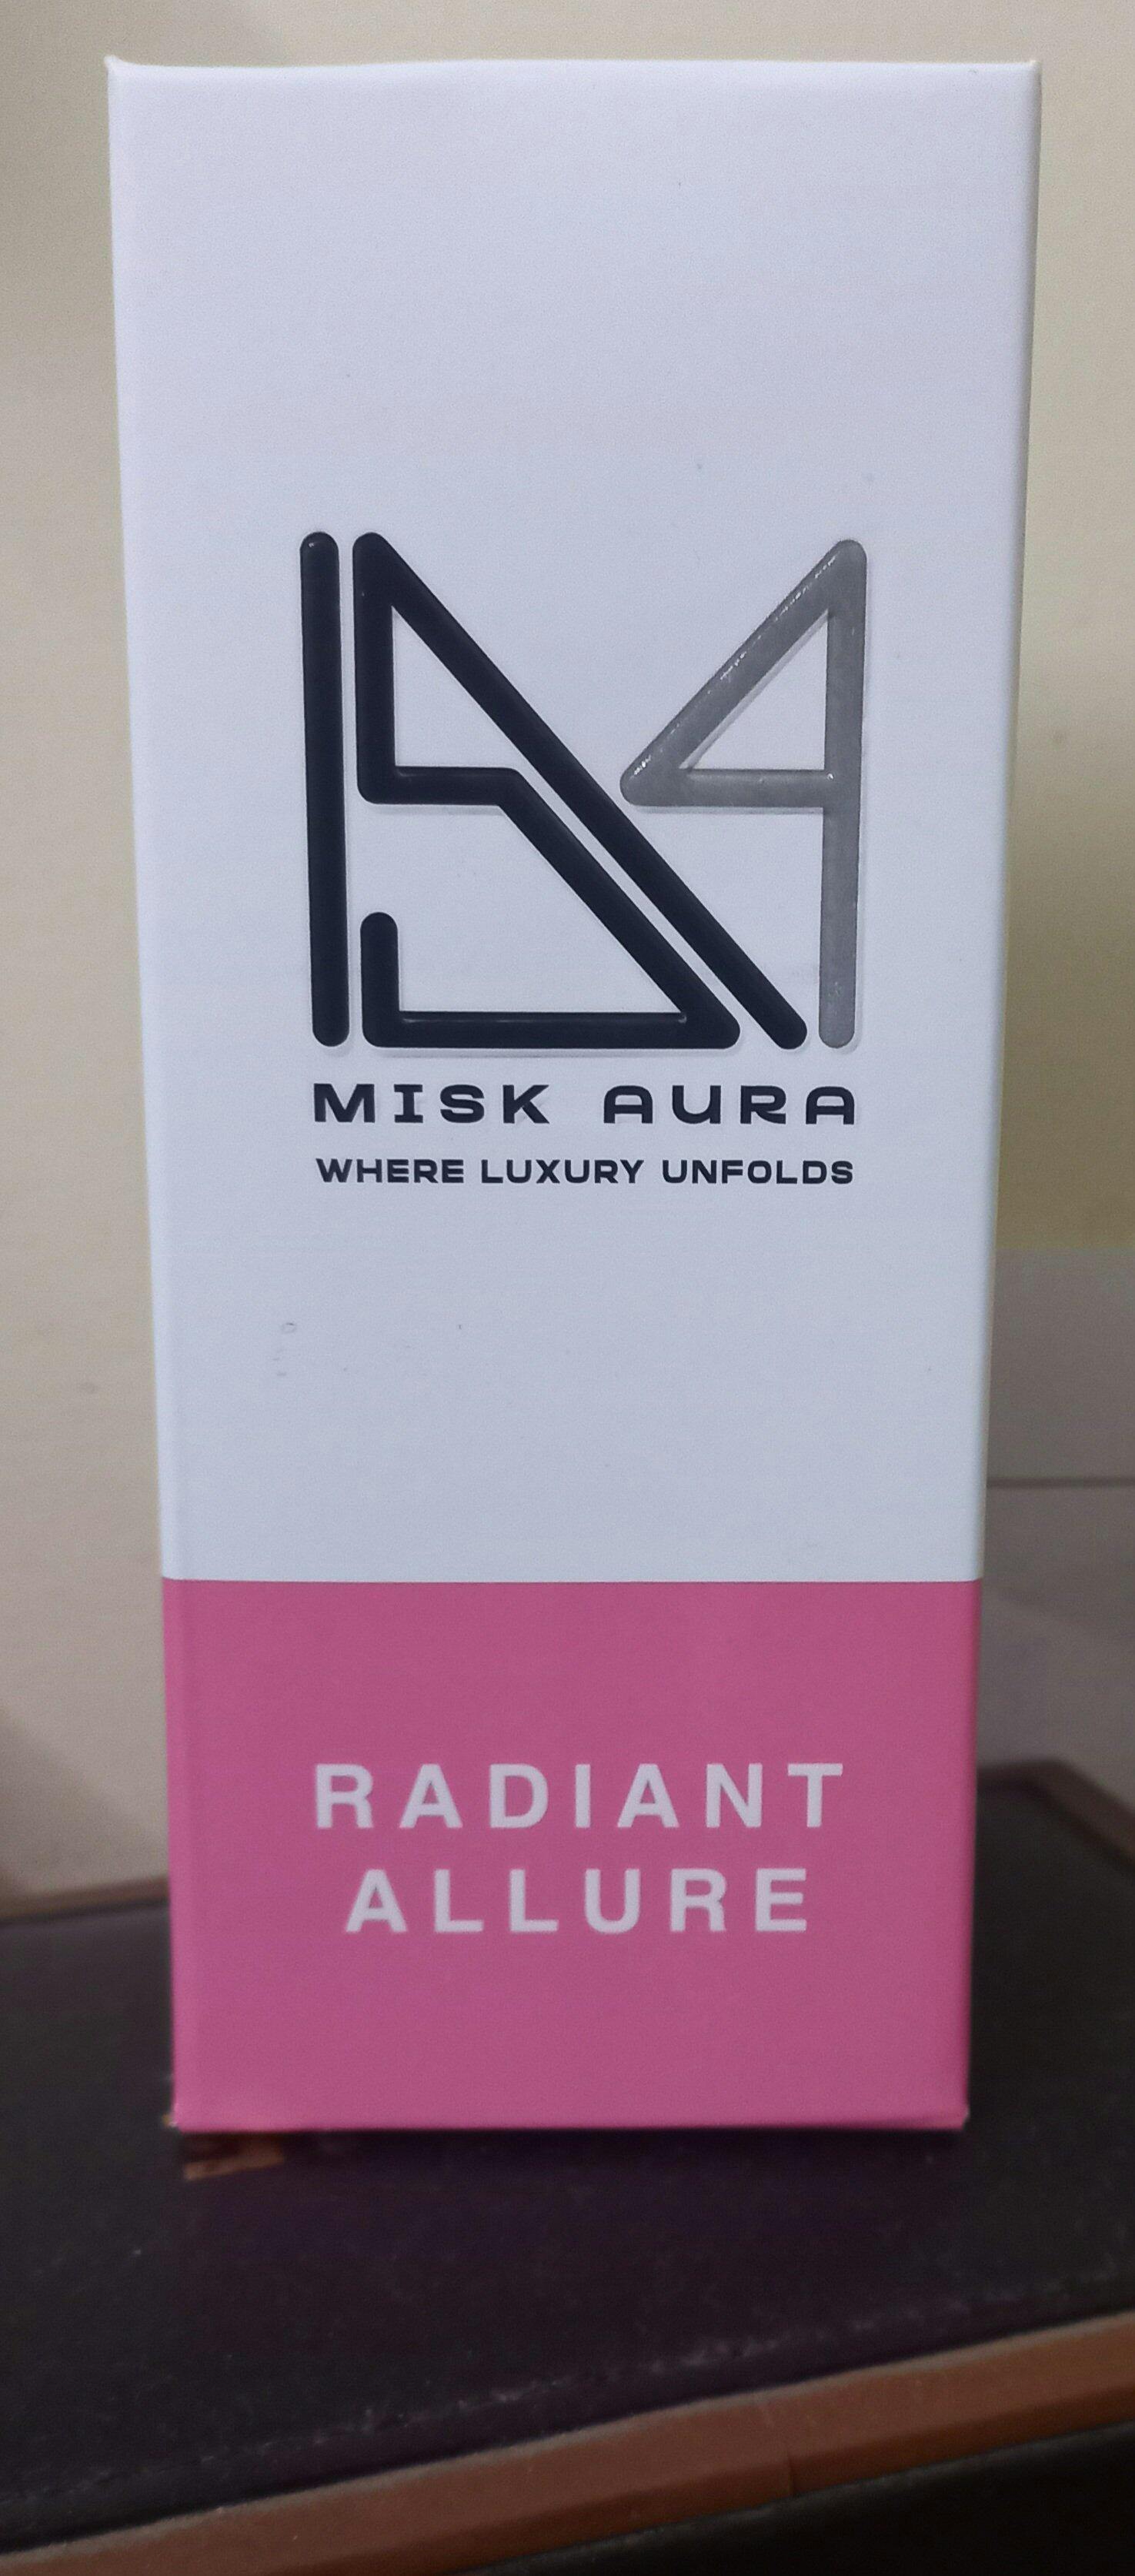 MISK AURA
WHERE LUXURY UNFOLDS
RADIANT
ALLURE